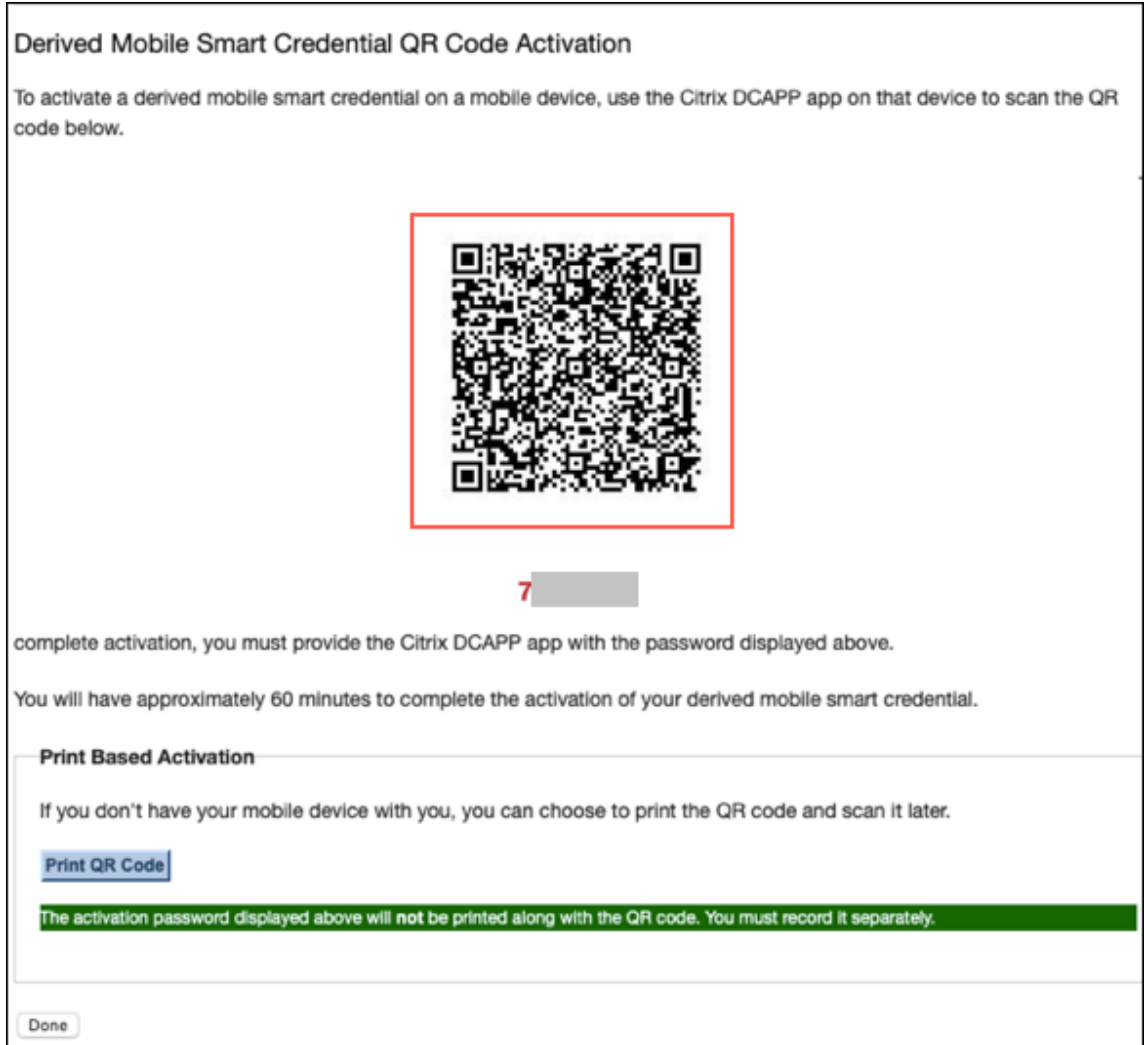 Derived Mobile Smart Credential QR Code Activation
To activate a derived mobile smart credential on a mobile device, use the Citrix DCAPP app on that device to scan the QR
code below.
7
complete activation, you must provide the Citrix DCAPP app with the password displayed above.
You will have approximately 60 minutes to complete the activation of your derived mobile smart credential.
Print Based Activation
If you don't have your mobile device with you, you can choose to print the QR code and scan it later.
Print QR Code
The activation password displayed above will not be printed along with the QR code. You must record it separately.
Done